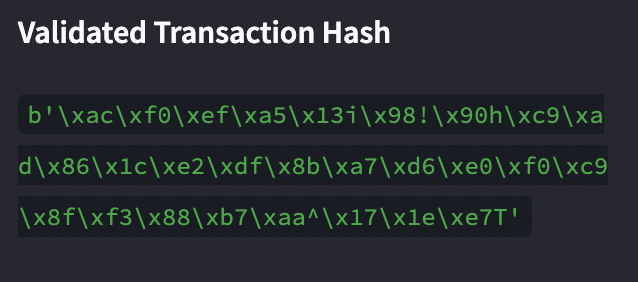 Validated Transaction Hash
b'\xac\xf0\xef\xa5\x13i\x98!\x90h\xc9\xa
d\x86\x1c\xe2\xdf\x8b\xa7\xd6\xe0\xf0\xc9
\x8f\xf3\x88\xb7\xaa^\x17\x1e\xe7T'